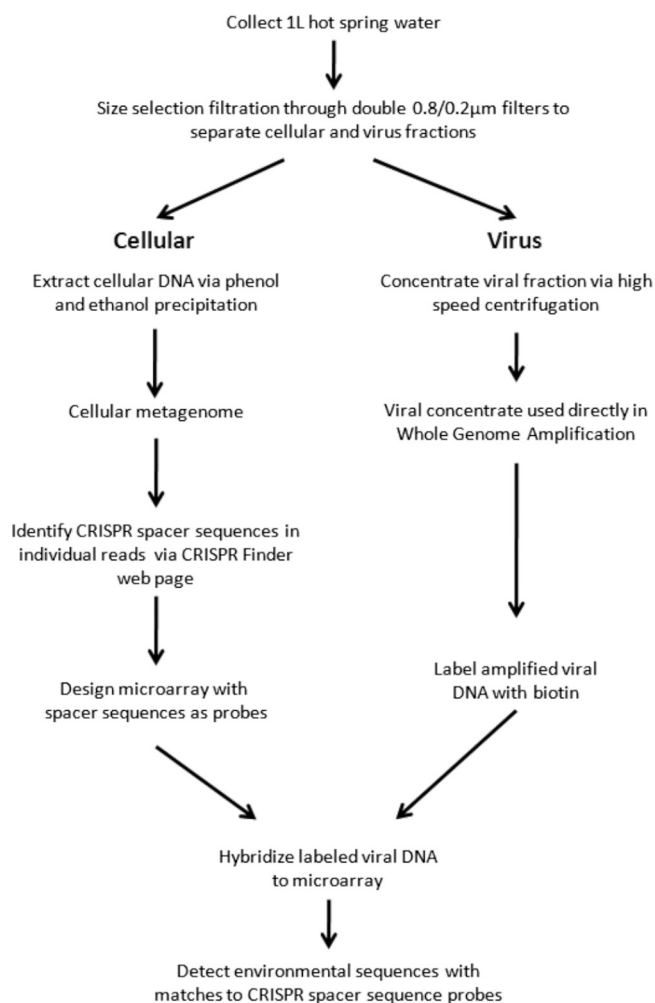 Collect 1L hot spring water
Size selection filtration through double 0.8/0.2µm filters to
separate cellular and virus fractions
Cellular
Extract cellular DNA via phenol
and ethanol precipitation
Cellular metagenome
Identify CRISPR spacer sequences in
individual reads via CRISPR Finder
web page
Design microarray with
spacer sequences as probes
Virus
Concentrate viral fraction via high
speed centrifugation
Viral concentrate used directly in
Whole Genome Amplification
Label amplified viral
DNA with biotin
Hybridize labeled viral DNA
to microarray
Detect environmental sequences with
matches to CRISPR spacer sequence probes